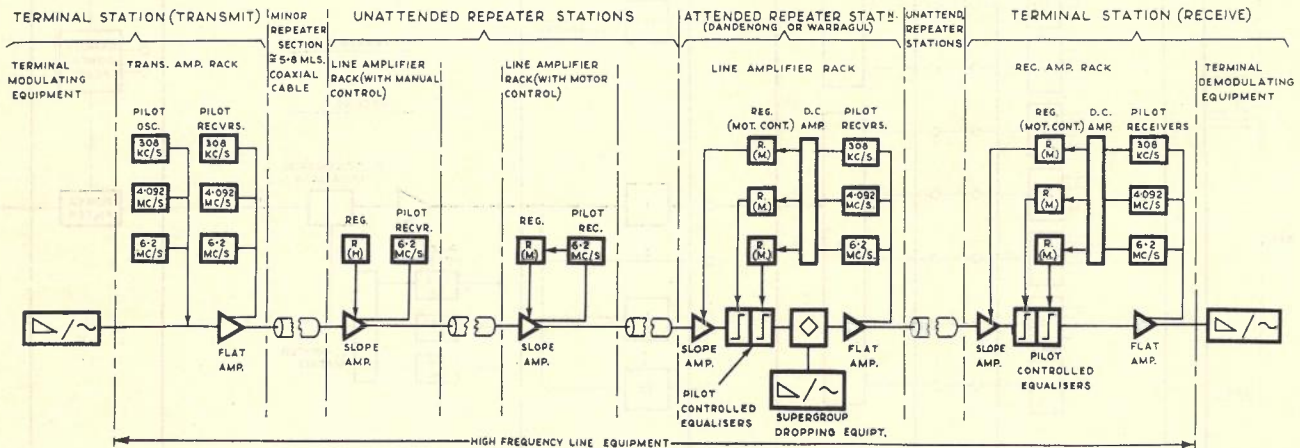 TERMINAL STATION (TRANSMIT)
MINOR
REPEATER
SECTION
≅ 5·8 MLS.
COAXIAL
CABLE
UNATTENDED REPEATER STATIONS
ATTENDED REPEATER STATN.
(DANDENONG OR WARRAGUL)
UNATTEND.
REPEATER
STATIONS
TERMINAL STATION (RECEIVE)
TERMINAL
MODULATING
EQUIPMENT
TRANS. AMP. RACK
LINE AMPLIFIER
RACK(WITH MANUAL
CONTROL)
LINE AMPLIFIER
RACK(WITH MOTOR
CONTROL)
LINE AMPLIFIER RACK
REC. AMP. RACK
TERMINAL
DEMODULATING
EQUIPMENT
PILOT
OSC.
308
KC/S
4·092
MC/S
6·2
MC/S
PILOT
RECVRS.
308
KC/S
4·092
MC/S
6·2
MC/S
FLAT
AMP.
REG.
R
(H)
PILOT
RECVR.
6·2
MC/S
SLOPE
AMP.
REG.
R
(M)
PILOT
REC.
6·2
MC/S
SLOPE
AMP.
REG.
(MOT. CONT.)
R.
(M.)
R.
(M.)
R.
(M.)
D.C.
AMP.
PILOT
RECVRS.
308
KC/S
4·092
MC/S
6·2
MC/S.
SLOPE
AMP.
PILOT
CONTROLLED
EQUALISERS
FLAT
AMP.
SUPERGROUP
DROPPING EQUIPT.
REG.
(MOT. CONT.)
R.
(M.)
R.
(M.)
R.
(M.)
D.C.
AMP.
PILOT
RECEIVERS
308
KC/S
4·092
MC/S
6·2
MC/S
SLOPE
AMP.
PILOT
CONTROLLED
EQUALISERS
FLAT
AMP.
HIGH FREQUENCY LINE EQUIPMENT